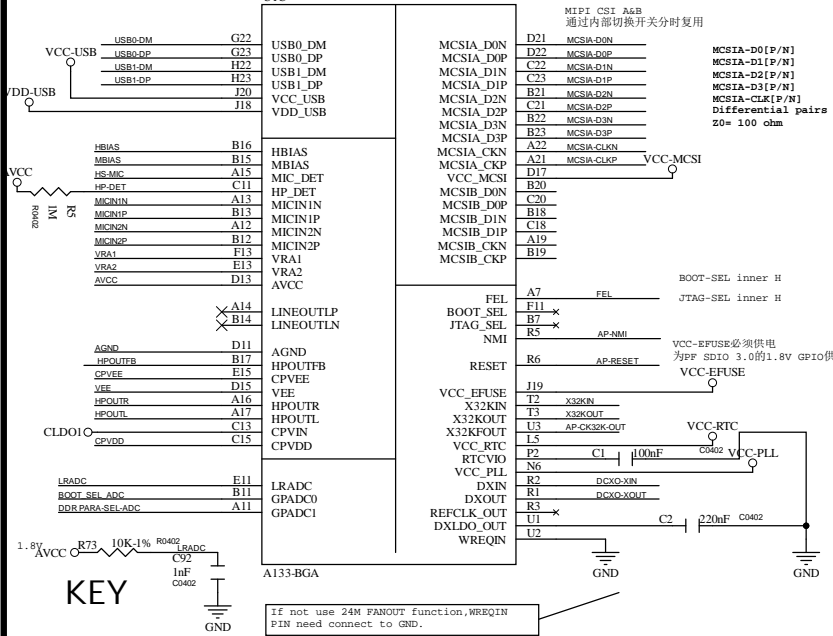 USB0-DM G22 USB0_DM
USB0-DP G23 USB0_DP
USB1-DM H22 USB1_DM
USB1-DP H23 USB1_DP
J20 VCC_USB
J18 VDD_USB
VCC-USB
VDD-USB
HBIAS B16 HBIAS
MBIAS B15 MBIAS
HS-MIC A15 MIC_DET
HP-DET C11 HP_DET
MICIN1N A13 MICIN1N
MICIN1P B13 MICIN1P
MICIN2N A12 MICIN2N
MICIN2P B12 MICIN2P
VRA1 F13 VRA1
VRA2 E13 VRA2
AVCC D13 AVCC
AVCC
R5
1M
R0402
A14 LINEOUTLP
B14 LINEOUTLN
AGND D11 AGND
HPOUTFB B17 HPOUTFB
CPVEE E15 CPVEE
VEE D15 VEE
HPOUTR A16 HPOUTR
HPOUTL A17 HPOUTL
CLDO1 C13 CPVIN
CPVDD C15 CPVDD
LRADC E11 LRADC
BOOT SEL ADC B11 GPADC0
DDR PARA-SEL-ADC A11 GPADC1
1.8V
AVCC R73 10K-1% R0402
LRADC
C92
1nF
C0402
KEY
GND
A133-BGA
If not use 24M FANOUT function,WREQIN
PIN need connect to GND.
MIPI CSI A&B
通过内部切换开关分时复用
MCSIA_D0N D21 MCSIA-D0N
MCSIA_D0P D22 MCSIA-D0P
MCSIA_D1N C22 MCSIA-D1N
MCSIA_D1P C23 MCSIA-D1P
MCSIA_D2N B21 MCSIA-D2N
MCSIA_D2P C21 MCSIA-D2P
MCSIA_D3N B22 MCSIA-D3N
MCSIA_D3P B23 MCSIA-D3P
MCSIA_CKN A22 MCSIA-CLKN
MCSIA_CKP A21 MCSIA-CLKP
VCC_MCSI D17 VCC-MCSI
MCSIB_D0N B20
MCSIB_D0P C20
MCSIB_D1N B18
MCSIB_D1P C18
MCSIB_CKN A19
MCSIB_CKP B19
MCSIA-D0[P/N]
MCSIA-D1[P/N]
MCSIA-D2[P/N]
MCSIA-D3[P/N]
MCSIA-CLK[P/N]
Differential pairs
Z0= 100 ohm
BOOT-SEL inner H
JTAG-SEL inner H
FEL A7 FEL
BOOT_SEL F11
JTAG_SEL B7
NMI R5 AP-NMI
RESET R6 AP-RESET
VCC-EFUSE必须供电
为PF SDIO 3.0的1.8V GPIO供
VCC-EFUSE
VCC_EFUSE J19
X32KIN T2 X32KIN
X32KOUT T3 X32KOUT
X32KFOUT U3 AP-CK32K-OUT
VCC_RTC L5 VCC-RTC
RTCVIO P2 C1 100nF C0402
VCC_PLL N6 VCC-PLL
DXIN R2 DCXO-XIN
DXOUT R1 DCXO-XOUT
REFCLK_OUT R3
DXLDO_OUT U1 C2 220nF C0402
WREQIN U2
GND
GND